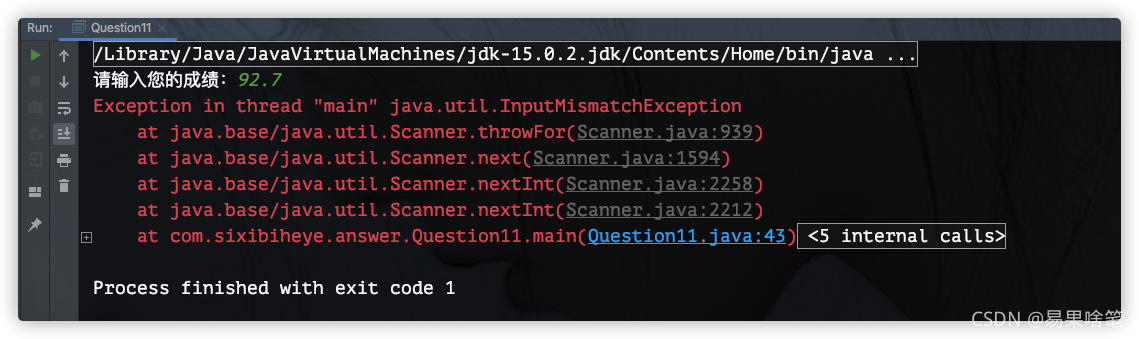 Run: Question11
/Library/Java/JavaVirtualMachines/jdk-15.0.2.jdk/Contents/Home/bin/java ...
请输入您的成绩：92.7
Exception in thread "main" java.util.InputMismatchException
at java.base/java.util.Scanner.throwFor(Scanner.java:939)
at java.base/java.util.Scanner.next(Scanner.java:1594)
at java.base/java.util.Scanner.nextInt(Scanner.java:2258)
at java.base/java.util.Scanner.nextInt(Scanner.java:2212)
at com.sixibiheye.answer.Question11.main(Question11.java:43) <5 internal calls>
Process finished with exit code 1
CSDN @易果啥笔